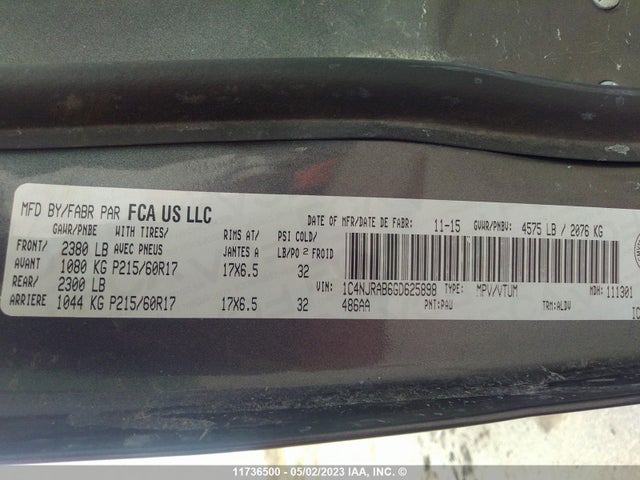 MFD BY/FABR PAR FCA US LLC
DATE OF MFR/DATE DE FABR: 11-15 GVWR/PNBV: 4575 LB / 2076 KG
GAWR/PNBE WITH TIRES/ RIMS AT/ PSI COLD/
FRONT/ 2380 LB AVEC PNEUS JANTES A LB/PO2 FROID
AVANT 1080 KG P215/60R17 17X6.5 32
REAR/ 2300 LB
ARRIERE 1044 KG P215/60R17 17X6.5 32
VIN: 1C4NJRAB6GD625898 TYPE: MPV/VTUM MDH: 111301
486AA PNT: PAU TRM: ALDV
11736500 - 05/02/2023 - IAA, INC. ©